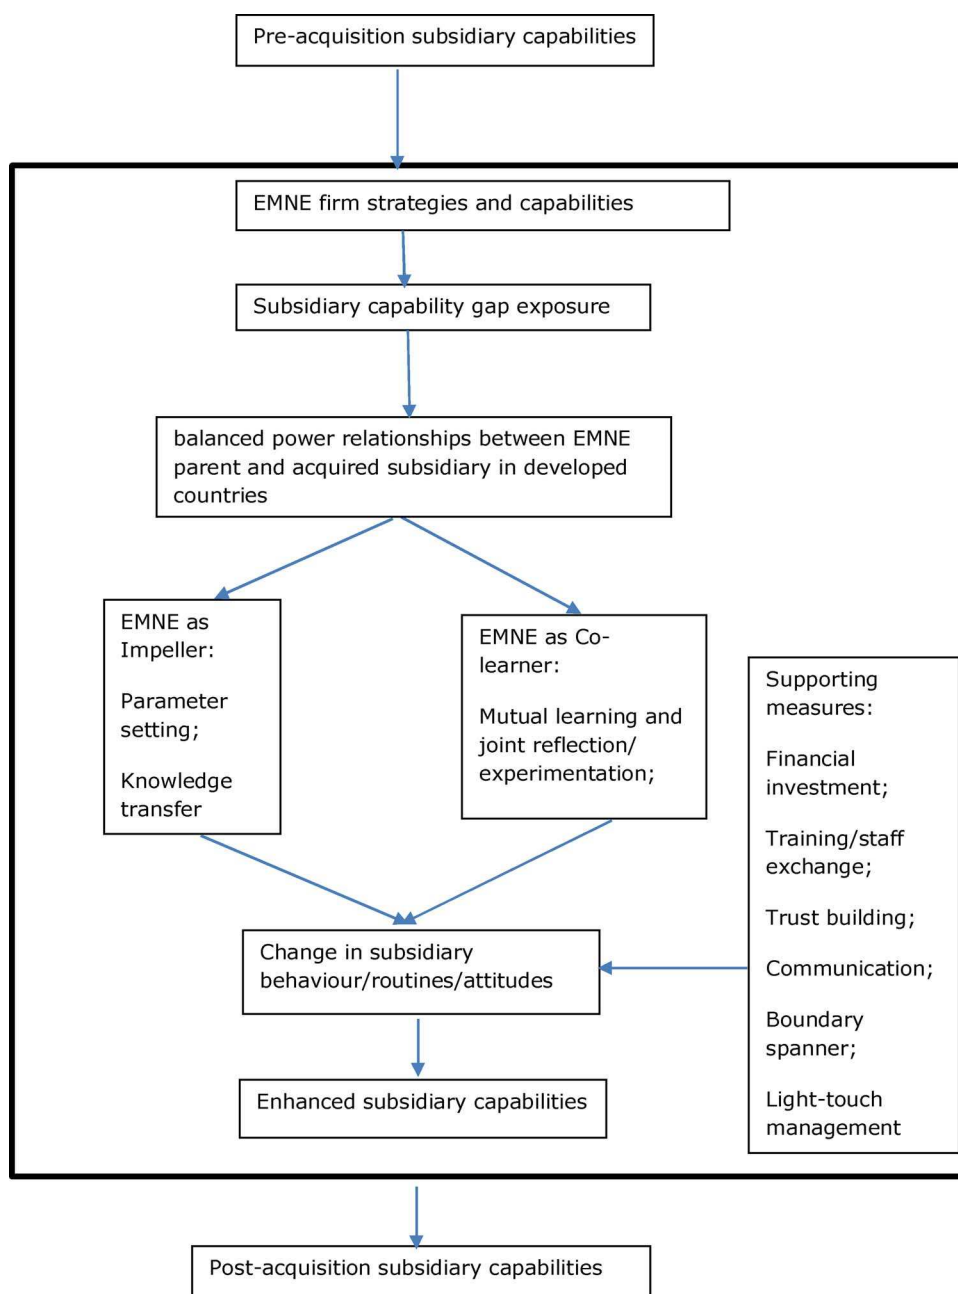 Pre-acquisition subsidiary capabilities
EMNE firm strategies and capabilities
Subsidiary capability gap exposure
balanced power relationships between EMNE
parent and acquired subsidiary in developed
countries
EMNE as
Impeller:
Parameter
setting;
Knowledge
transfer
EMNE as Co-
learner:
Mutual learning and
joint reflection/
experimentation;
Supporting
measures:
Financial
investment;
Training/staff
exchange;
Trust building;
Communication;
Boundary
spanner;
Light-touch
management
Change in subsidiary
behaviour/routines/attitudes
Enhanced subsidiary capabilities
Post-acquisition subsidiary capabilities